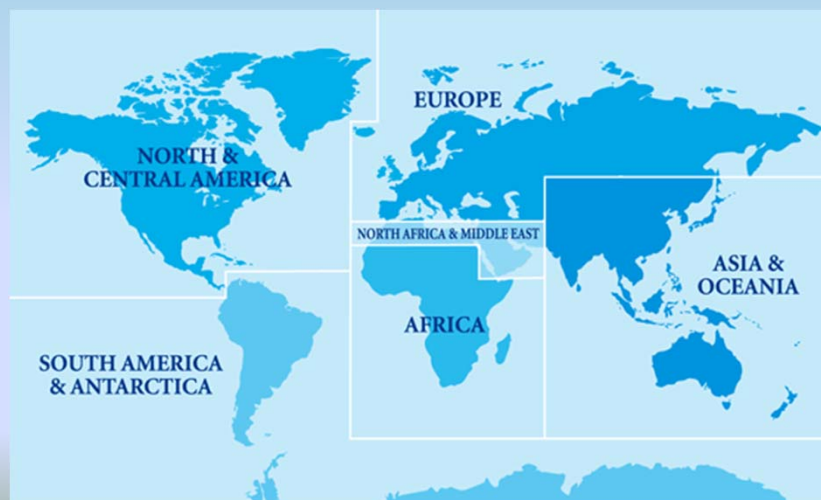 EUROPE
NORTH &
CENTRAL AMERICA
NORTH AFRICA & MIDDLE EAST
ASIA &
OCEANIA
AFRICA
SOUTH AMERICA
& ANTARCTICA